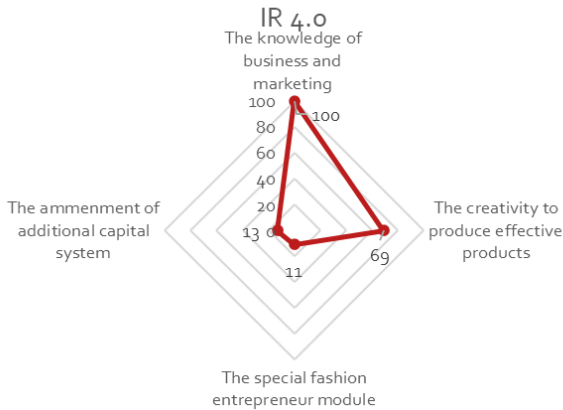 IR 4.0
The knowledge of
business and
marketing
100
100
80
60
40
20
13 0
69
11
The ammenment of
additional capital
system
The creativity to
produce effective
products
The special fashion
entrepreneur module